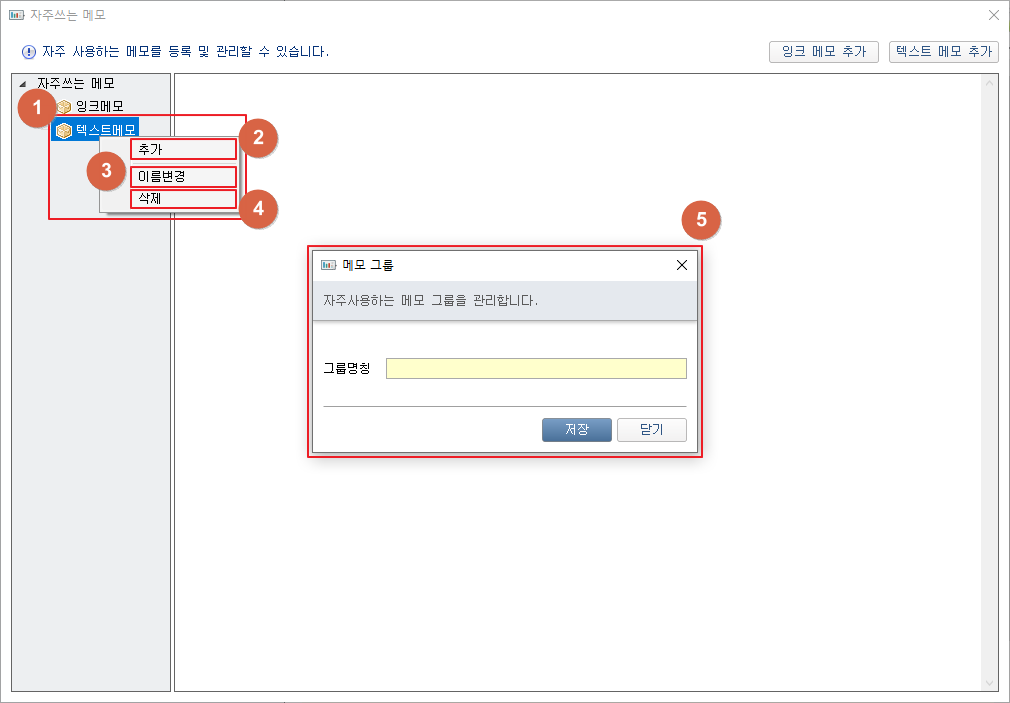 자주쓰는 메모
자주 사용하는 메모를 등록 및 관리할 수 있습니다.
잉크 메모 추가
텍스트 메모 추가
자주쓰는 메모
1
잉크메모
텍스트메모
2
추가
3
이름변경
삭제
4
5
메모 그룹
자주사용하는 메모 그룹을 관리합니다.
그룹명칭
저장
닫기